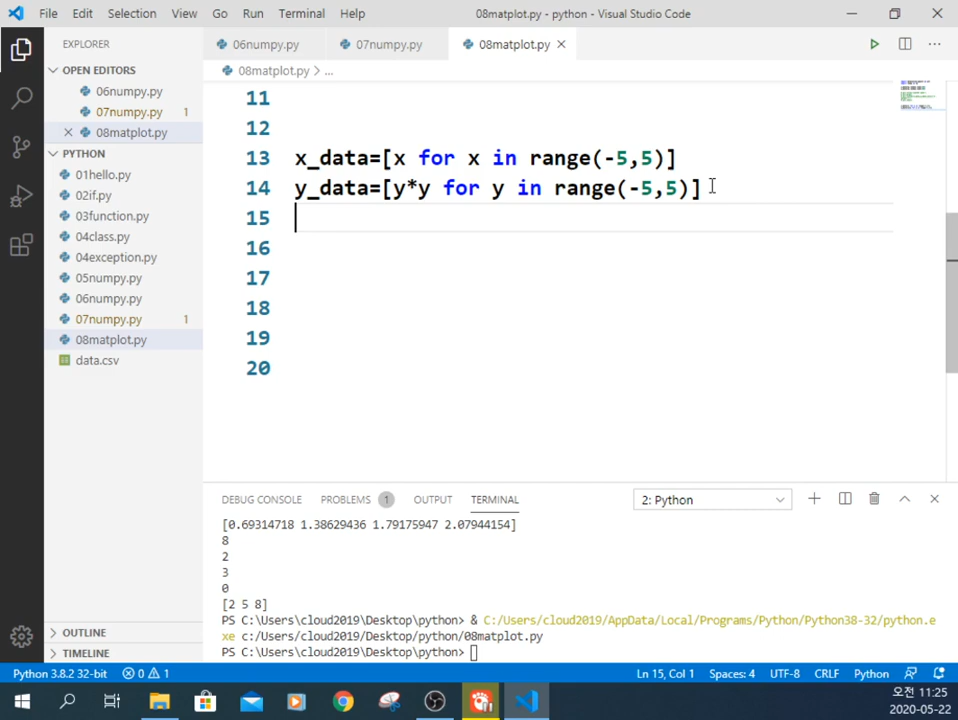 File Edit Selection View Go Run Terminal Help 08matplot.py - python - Visual Studio Code
EXPLORER
OPEN EDITORS
06numpy.py
07numpy.py 1
08matplot.py
PYTHON
01hello.py
02if.py
03function.py
04class.py
04exception.py
05numpy.py
06numpy.py
07numpy.py 1
08matplot.py
data.csv
OUTLINE
TIMELINE
06numpy.py 07numpy.py 08matplot.py
08matplot.py > ...
11
12
13 x_data=[x for x in range(-5,5)]
14 y_data=[y*y for y in range(-5,5)]
15
16
17
18
19
20
DEBUG CONSOLE PROBLEMS 1 OUTPUT TERMINAL 2: Python
[0.69314718 1.38629436 1.79175947 2.07944154]
8
2
3
0
[2 5 8]
PS C:\Users\cloud2019\Desktop\python> & C:/Users/cloud2019/AppData/Local/Programs/Python/Python38-32/python.e
xe c:/Users/cloud2019/Desktop/python/08matplot.py
PS C:\Users\cloud2019\Desktop\python>
Python 3.8.2 32-bit 0 1 Ln 15, Col 1 Spaces: 4 UTF-8 CRLF Python
오전 11:25
2020-05-22